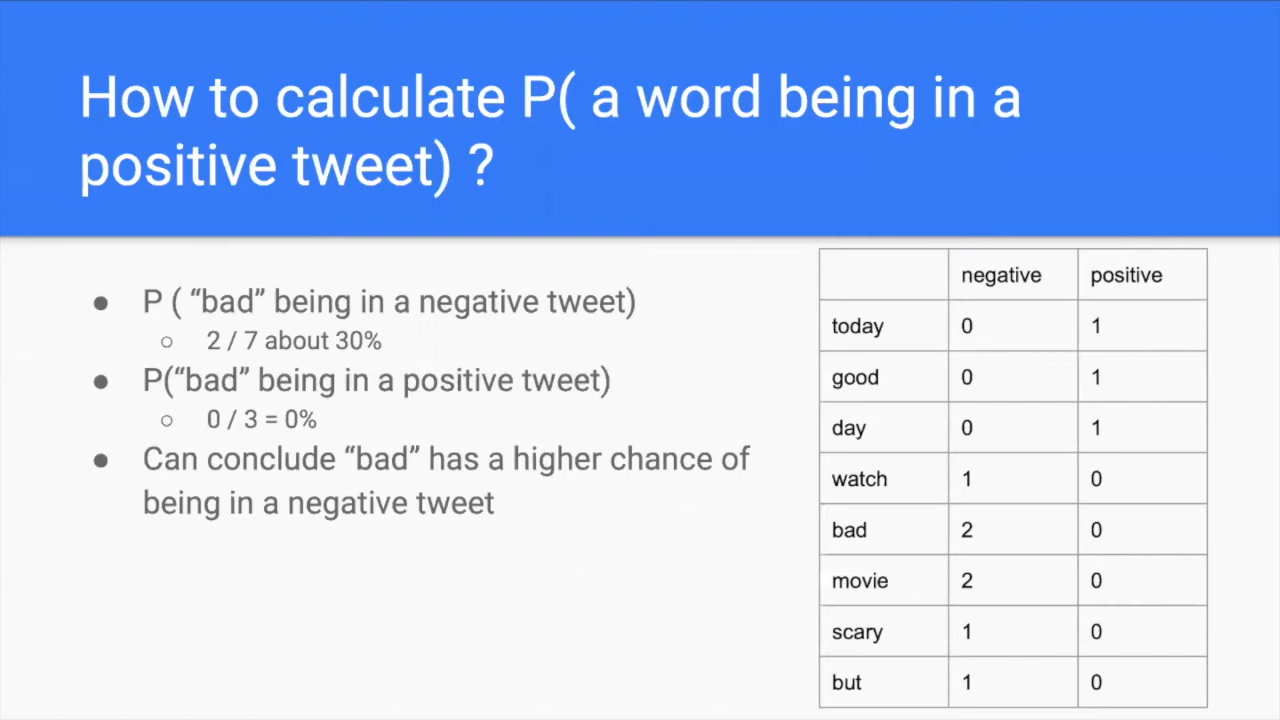 How to calculate P( a word being in a
positive tweet) ?
● P ( “bad” being in a negative tweet)
○ 2 / 7 about 30%
● P(“bad” being in a positive tweet)
○ 0 / 3 = 0%
● Can conclude “bad” has a higher chance of
being in a negative tweet
negative positive
today 0 1
good 0 1
day 0 1
watch 1 0
bad 2 0
movie 2 0
scary 1 0
but 1 0